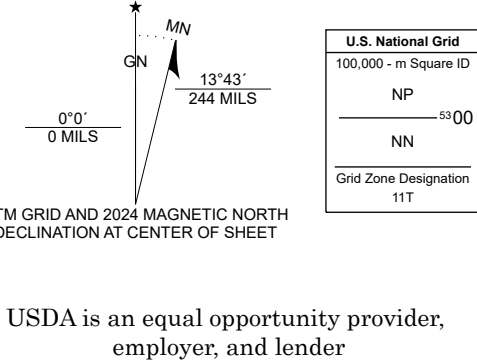 MN
GN
13°43´
244 MILS
0°0´
0 MILS
TM GRID AND 2024 MAGNETIC NORTH
DECLINATION AT CENTER OF SHEET
U.S. National Grid
100,000 - m Square ID
NP
5300
NN
Grid Zone Designation
11T
USDA is an equal opportunity provider,
employer, and lender